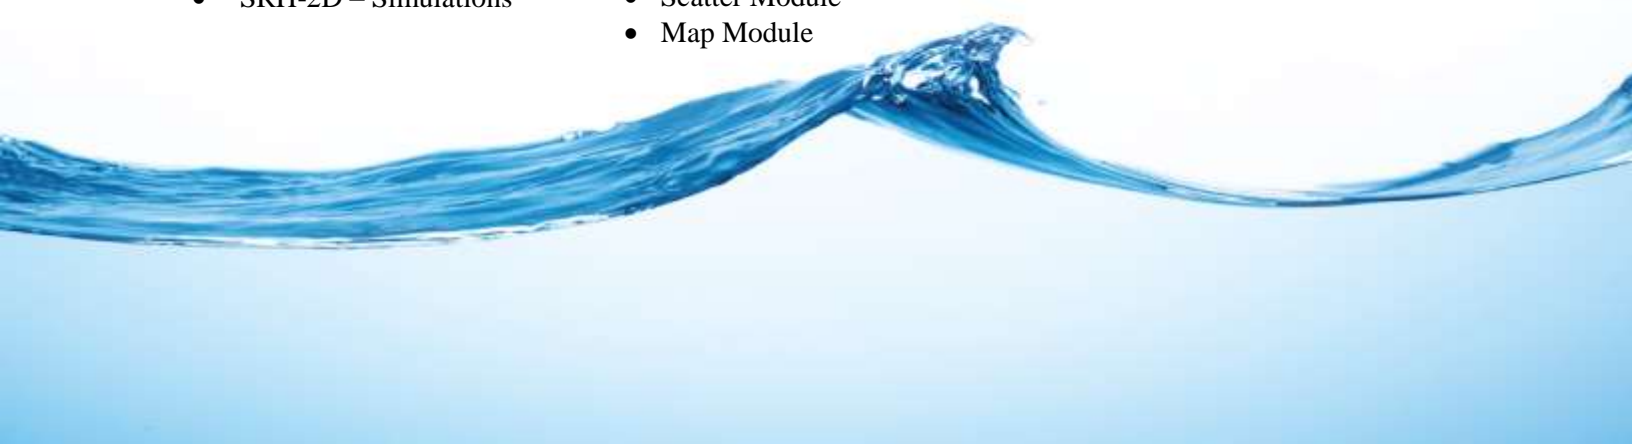 • SRH-2D – Simulations
• Scatter Module
• Map Module